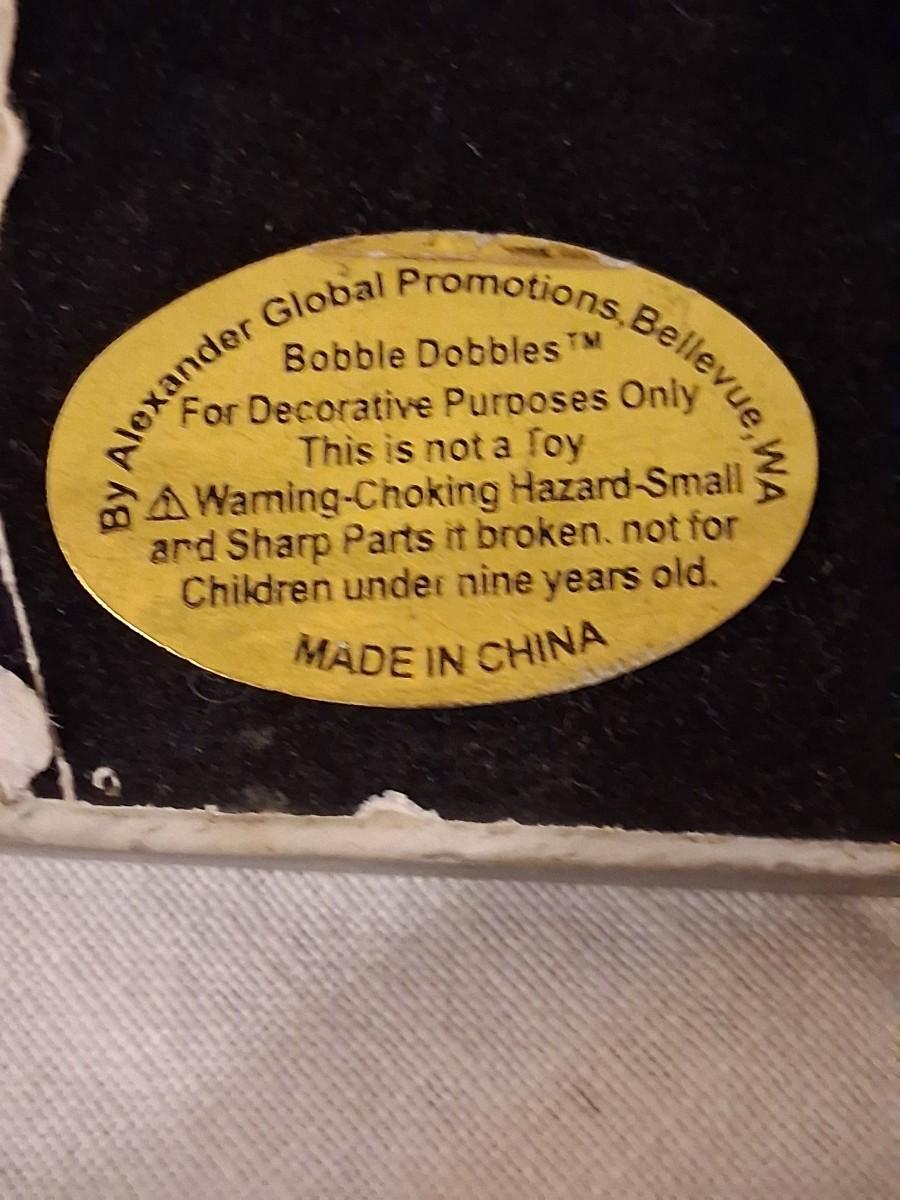 By Alexander Global Promotions, Bellevue, WA
Bobble Dobbles™
For Decorative Purposes Only
This is not a Toy
⚠ Warning-Choking Hazard-Small
and Sharp Parts if broken. not for
Children under nine years old.
MADE IN CHINA